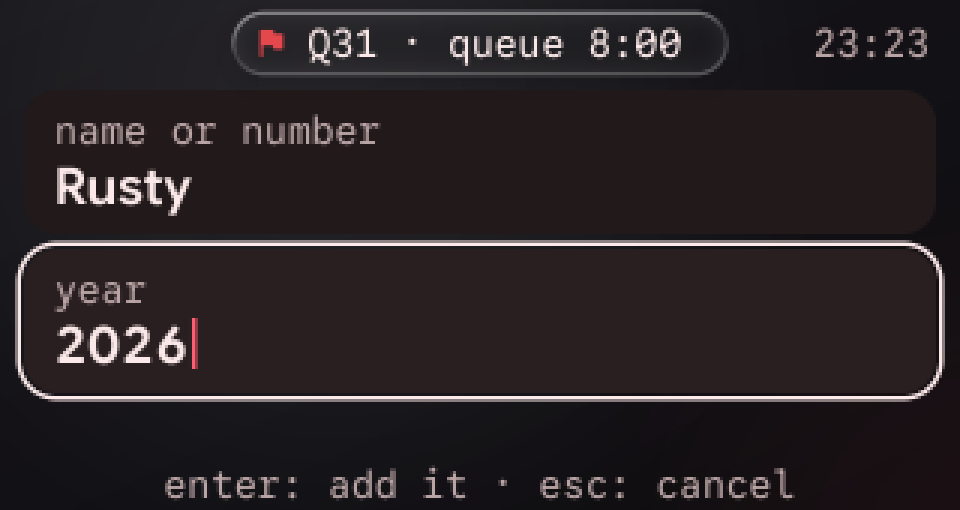 Q31 · queue 8:00
23:23
name or number
Rusty
year
2026
enter: add it · esc: cancel